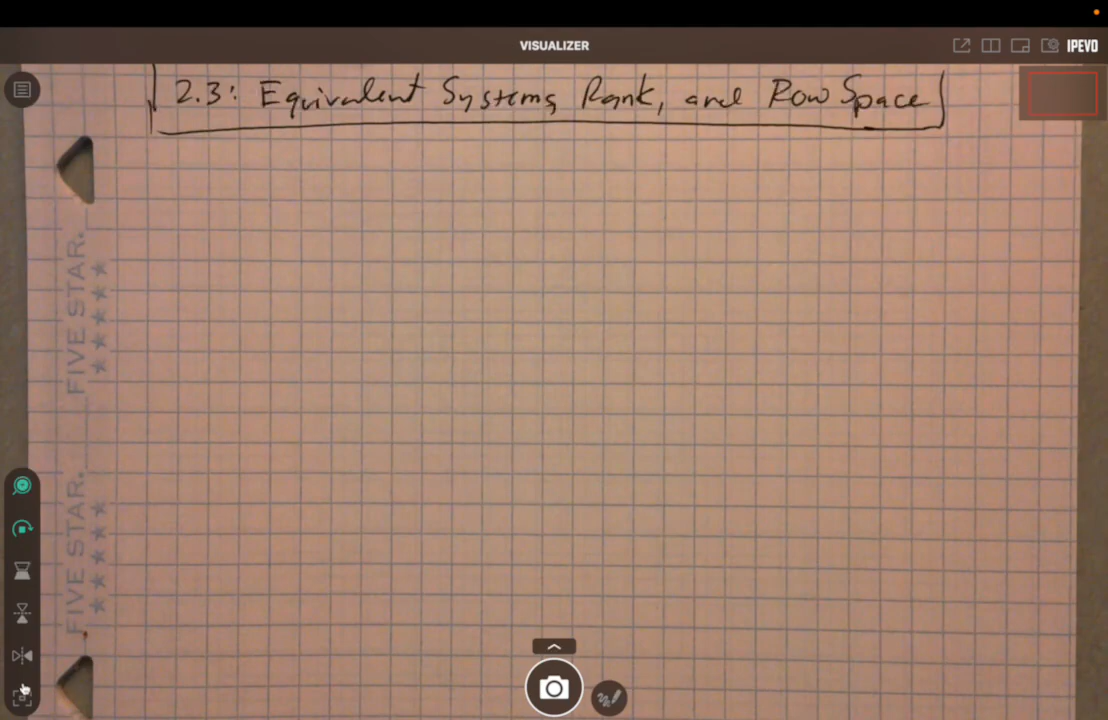 VISUALIZER
IPEVO
2.3: Equivalent Systems, Rank, and Row Space
FIVE STAR.
FIVE STAR.